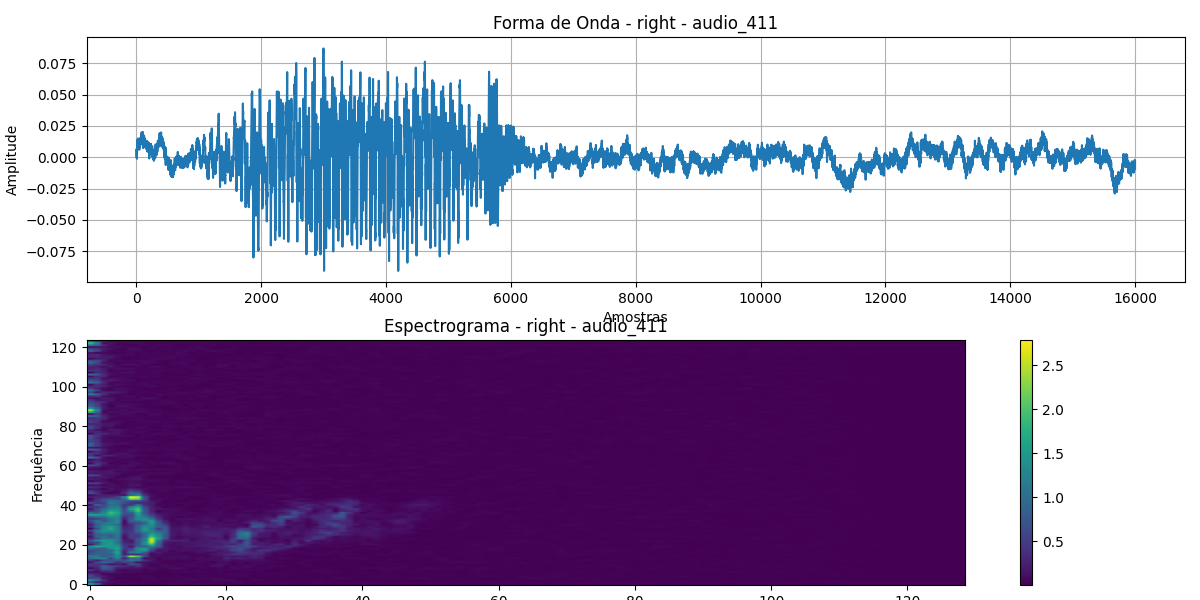 Forma de Onda - right - audio_411
Amplitude
0.075
0.050
0.025
0.000
−0.025
−0.050
−0.075
0 2000 4000 6000 8000 10000 12000 14000 16000
Amostras
Espectrograma - right - audio_411
Frequência
120
100
80
60
40
20
0
0 20 40 60 80 100 120
2.5
2.0
1.5
1.0
0.5